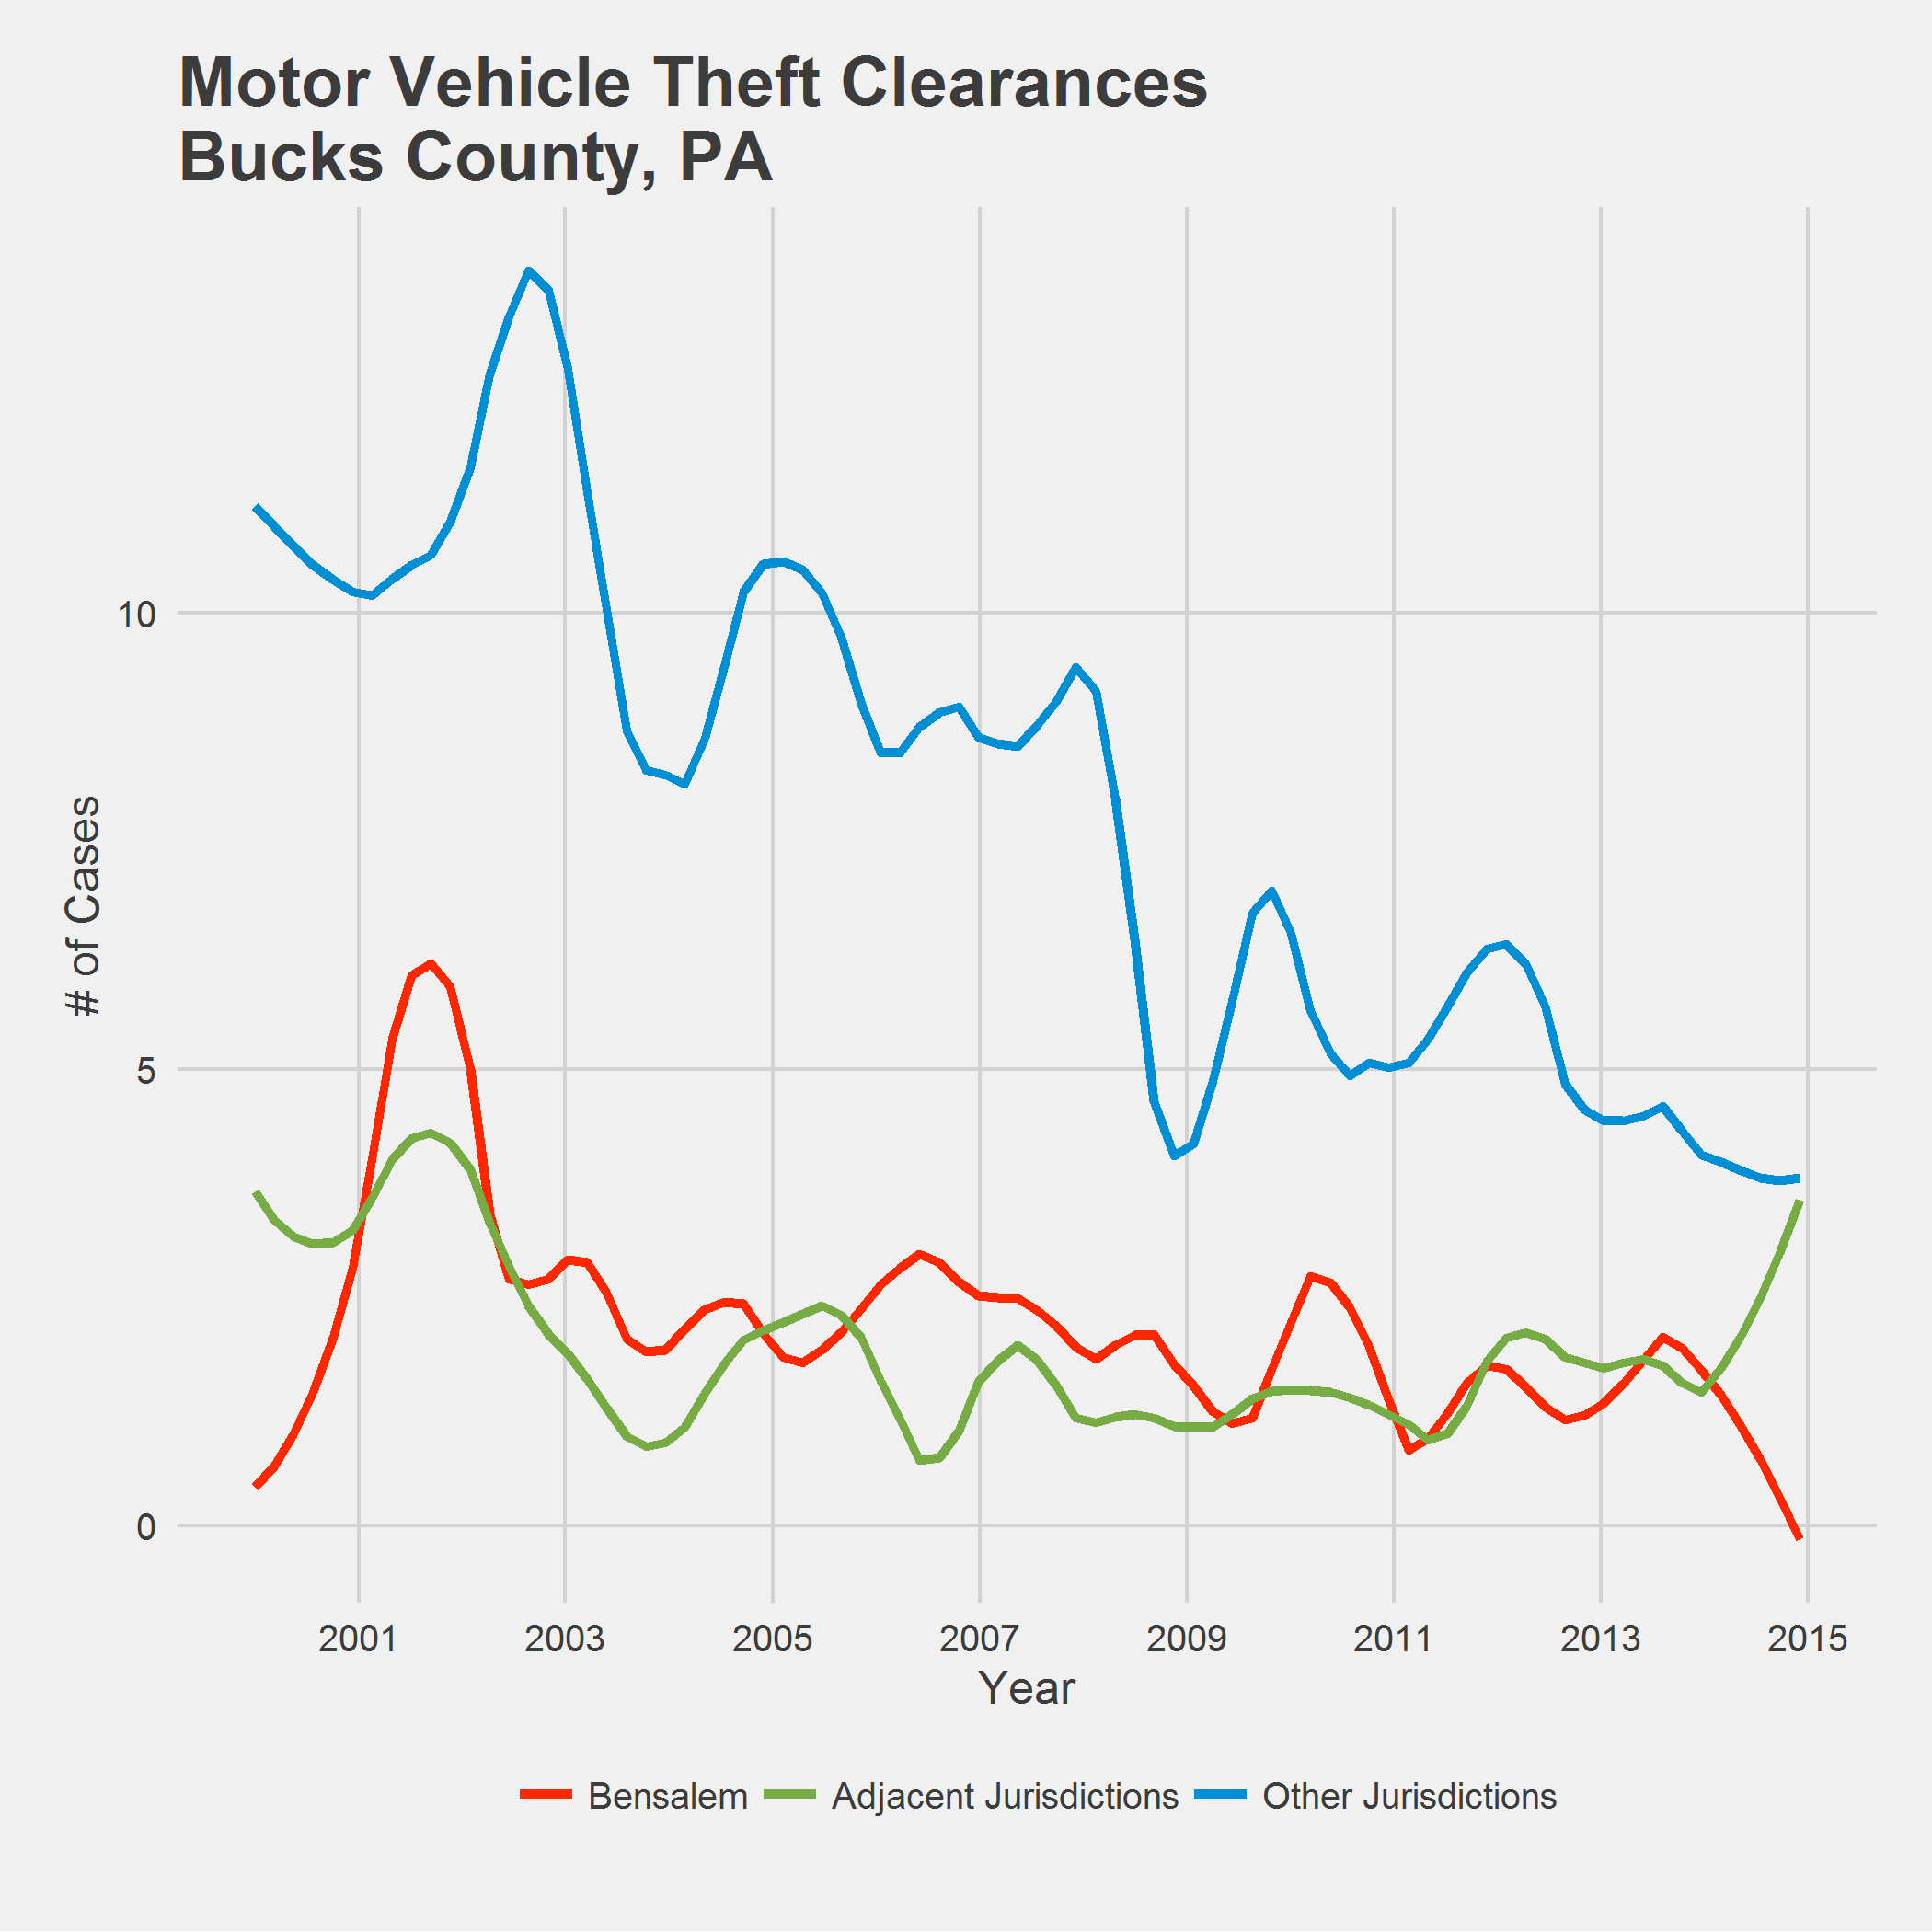 Motor Vehicle Theft Clearances
Bucks County, PA
# of Cases
10
5
0
2001 2003 2005 2007 2009 2011 2013 2015
Year
Bensalem Adjacent Jurisdictions Other Jurisdictions